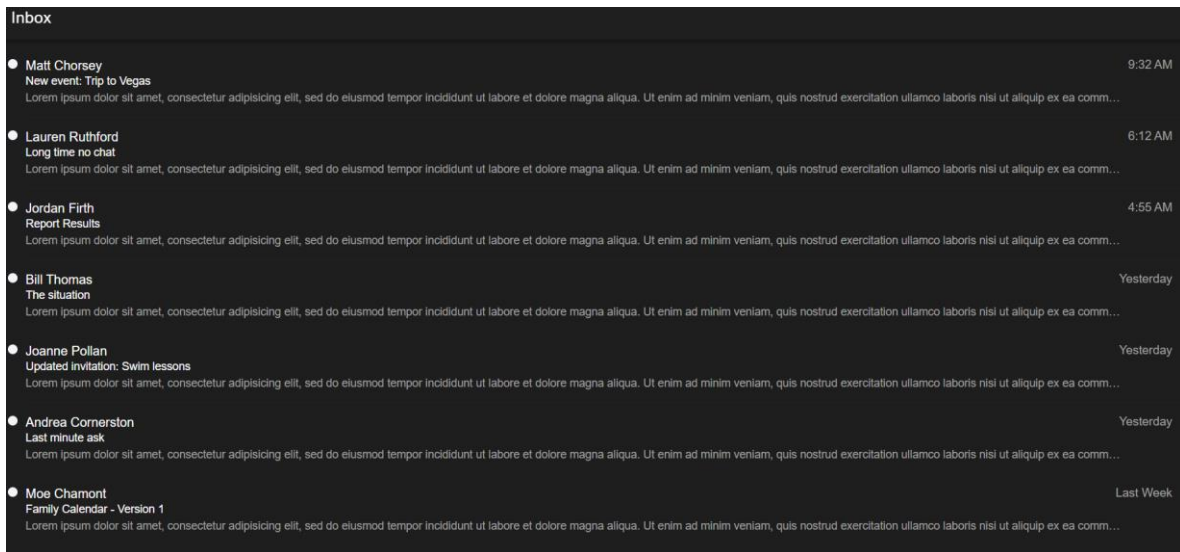 Inbox
Matt Chorsey 9:32 AM
New event: Trip to Vegas
Lorem ipsum dolor sit amet, consectetur adipisicing elit, sed do eiusmod tempor incididunt ut labore et dolore magna aliqua. Ut enim ad minim veniam, quis nostrud exercitation ullamco laboris nisi ut aliquip ex ea comm…
Lauren Ruthford 6:12 AM
Long time no chat
Lorem ipsum dolor sit amet, consectetur adipisicing elit, sed do eiusmod tempor incididunt ut labore et dolore magna aliqua. Ut enim ad minim veniam, quis nostrud exercitation ullamco laboris nisi ut aliquip ex ea comm…
Jordan Firth 4:55 AM
Report Results
Lorem ipsum dolor sit amet, consectetur adipisicing elit, sed do eiusmod tempor incididunt ut labore et dolore magna aliqua. Ut enim ad minim veniam, quis nostrud exercitation ullamco laboris nisi ut aliquip ex ea comm…
Bill Thomas Yesterday
The situation
Lorem ipsum dolor sit amet, consectetur adipisicing elit, sed do eiusmod tempor incididunt ut labore et dolore magna aliqua. Ut enim ad minim veniam, quis nostrud exercitation ullamco laboris nisi ut aliquip ex ea comm…
Joanne Pollan Yesterday
Updated invitation: Swim lessons
Lorem ipsum dolor sit amet, consectetur adipisicing elit, sed do eiusmod tempor incididunt ut labore et dolore magna aliqua. Ut enim ad minim veniam, quis nostrud exercitation ullamco laboris nisi ut aliquip ex ea comm…
Andrea Cornerston Yesterday
Last minute ask
Lorem ipsum dolor sit amet, consectetur adipisicing elit, sed do eiusmod tempor incididunt ut labore et dolore magna aliqua. Ut enim ad minim veniam, quis nostrud exercitation ullamco laboris nisi ut aliquip ex ea comm…
Moe Chamont Last Week
Family Calendar - Version 1
Lorem ipsum dolor sit amet, consectetur adipisicing elit, sed do eiusmod tempor incididunt ut labore et dolore magna aliqua. Ut enim ad minim veniam, quis nostrud exercitation ullamco laboris nisi ut aliquip ex ea comm…